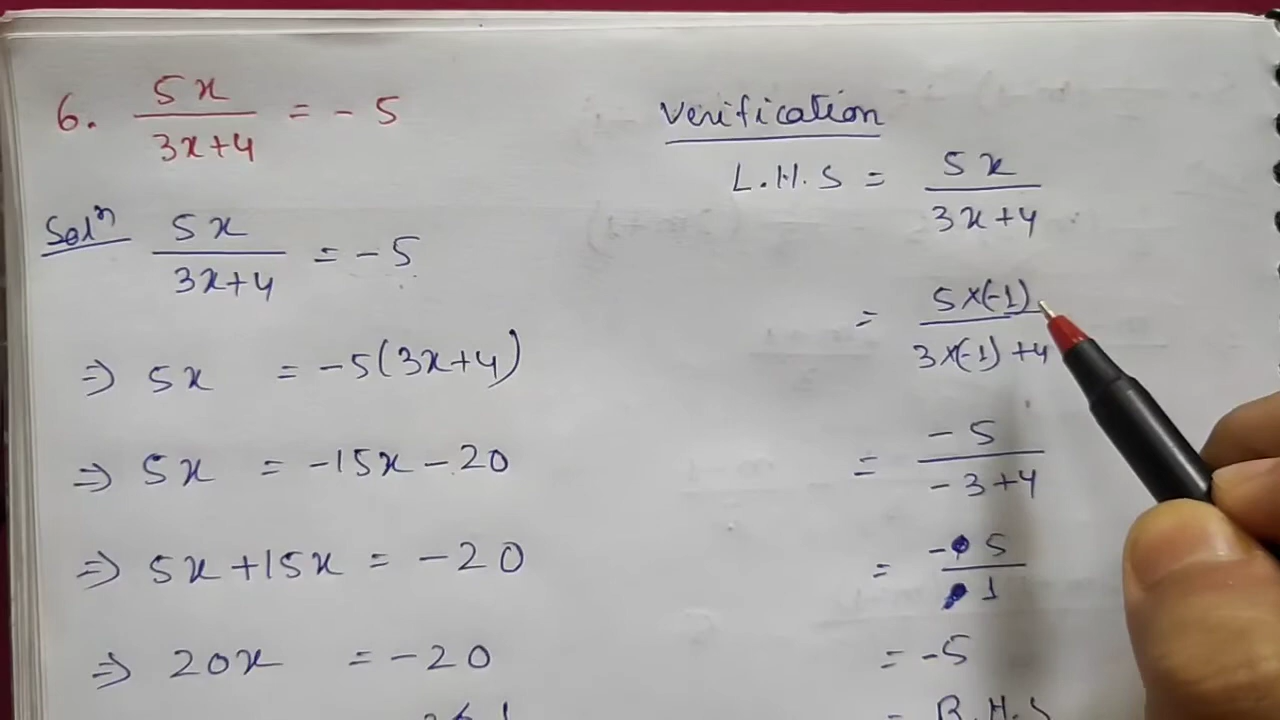 6. 5x/3x+4 = -5
Solⁿ 5x/3x+4 = -5
⇒ 5x = -5(3x+4)
⇒ 5x = -15x - 20
⇒ 5x + 15x = -20
⇒ 20x = -20
Verification
L.H.S = 5x/3x+4
= 5×(-1)/3×(-1)+4
= -5/-3+4
= -5/1
= -5
= R.H.S